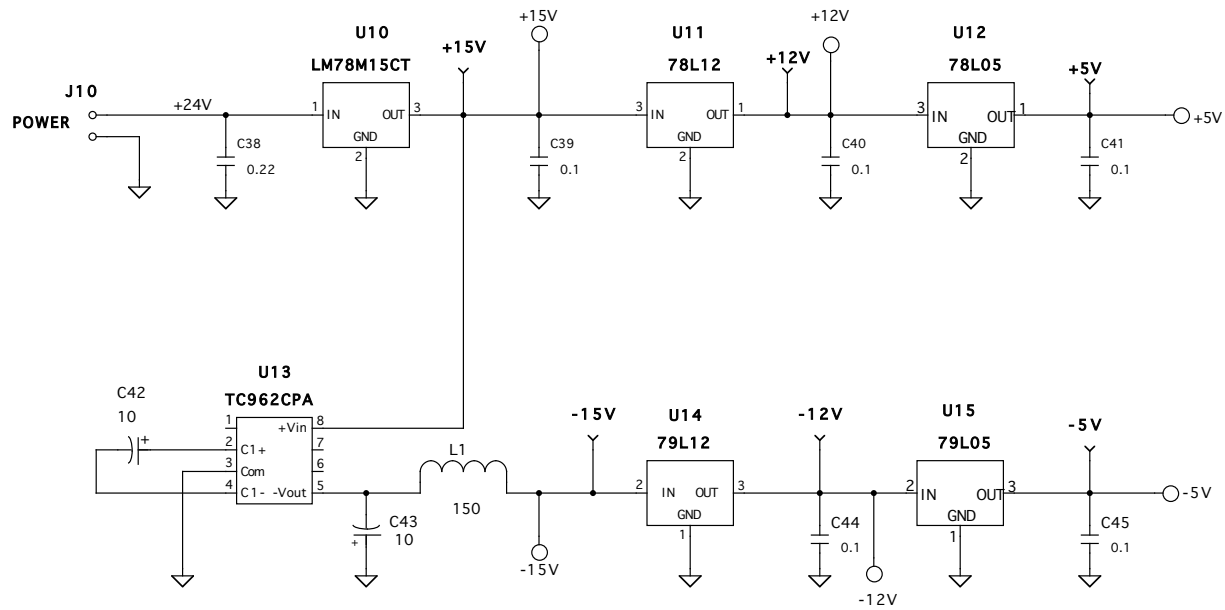 +15V
+12V
U10
U11
U12
+15V
LM78M15CT
78L12
+12V
78L05
+5V
J10
+24V
POWER
1
IN
OUT
3
GND
2
3
IN
OUT
1
GND
2
3
IN
OUT
1
GND
2
+5V
C38
0.22
C39
0.1
C40
0.1
C41
0.1
U13
TC962CPA
C42
10
+
1
2
3
4
+Vin
C1+
Com
C1-
-Vout
8
7
6
5
L1
150
C43
10
+
-15V
-15V
U14
79L12
2
IN
OUT
3
GND
1
-12V
C44
0.1
-12V
U15
79L05
2
IN
OUT
3
GND
1
-5V
-5V
C45
0.1